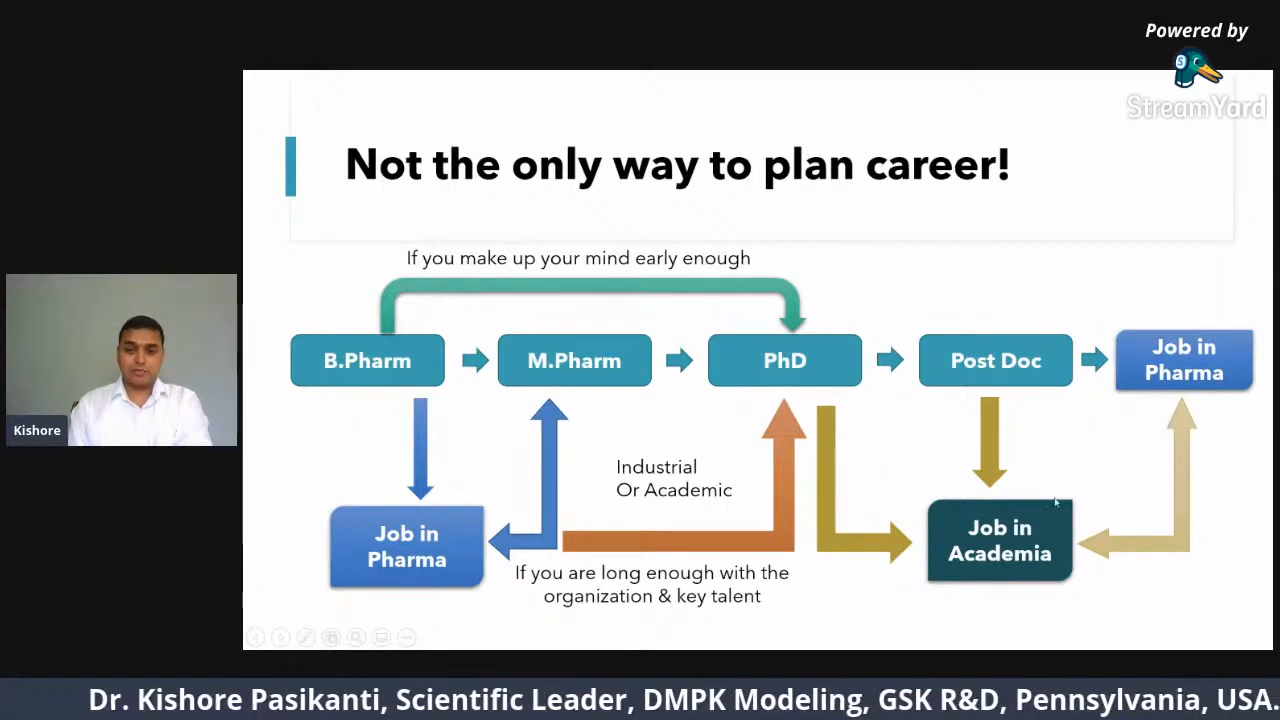 Powered by
StreamYard
Not the only way to plan career!
If you make up your mind early enough
B.Pharm
M.Pharm
PhD
Post Doc
Job in
Pharma
Industrial
Or Academic
Job in
Pharma
Job in
Academia
If you are long enough with the
organization & key talent
Kishore
Dr. Kishore Pasikanti, Scientific Leader, DMPK Modeling, GSK R&D, Pennsylvania, USA.